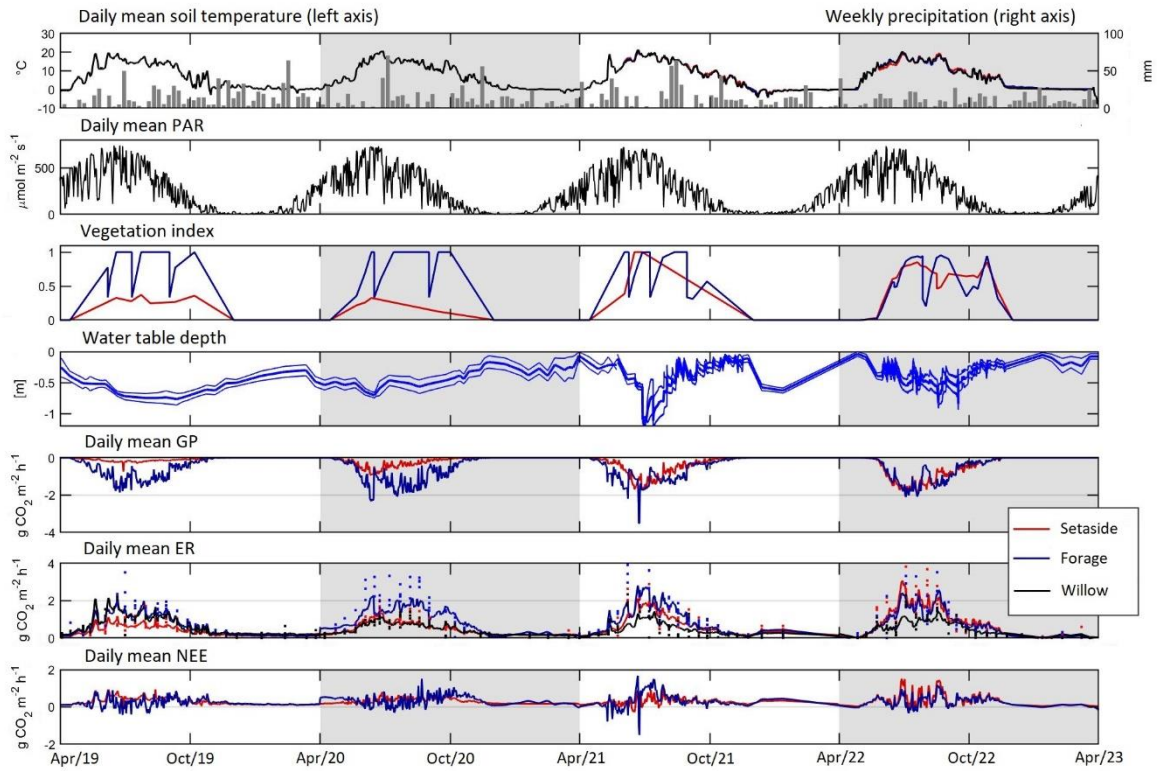 Daily mean soil temperature (left axis) Weekly precipitation (right axis)
30 100
20
°C 10 50 mm
0
-10 0
Daily mean PAR
μmol m⁻² s⁻¹
500
0
Vegetation index
1
0.5
0
Water table depth
0
[m] -0.5
-1
Daily mean GP
g CO₂ m⁻² h⁻¹
0
-2
-4
Setaside
Forage
Willow
Daily mean ER
g CO₂ m⁻² h⁻¹
4
2
0
Daily mean NEE
g CO₂ m⁻² h⁻¹
2
0
-2
Apr/19 Oct/19 Apr/20 Oct/20 Apr/21 Oct/21 Apr/22 Oct/22 Apr/23